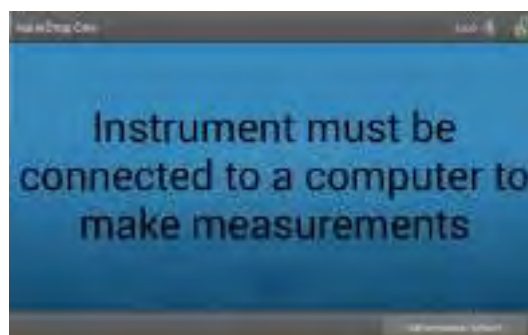 Instrument must be
connected to a computer to
make measurements